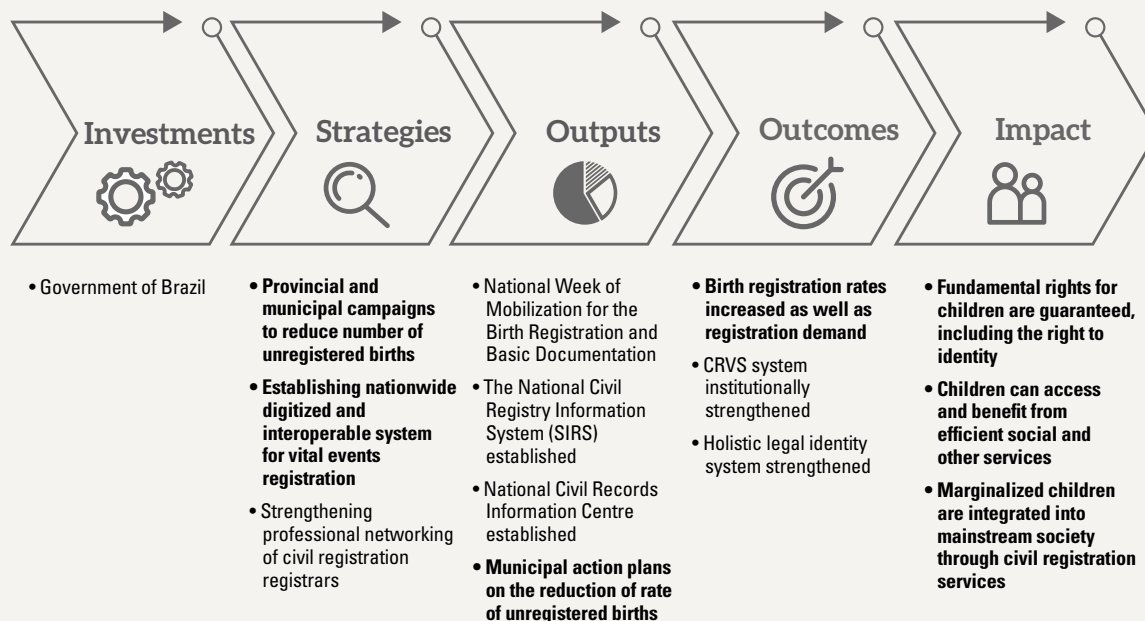 Investments
Strategies
Outputs
Outcomes
Impact
• Government of Brazil
• Provincial and
municipal campaigns
to reduce number of
unregistered births
• Establishing nationwide
digitized and
interoperable system
for vital events
registration
• Strengthening
professional networking
of civil registration
registrars
• National Week of
Mobilization for the
Birth Registration and
Basic Documentation
• The National Civil
Registry Information
System (SIRS)
established
• National Civil Records
Information Centre
established
• Municipal action plans
on the reduction of rate
of unregistered births
• Birth registration rates
increased as well as
registration demand
• CRVS system
institutionally
strengthened
• Holistic legal identity
system strengthened
• Fundamental rights for
children are guaranteed,
including the right to
identity
• Children can access
and benefit from
efficient social and
other services
• Marginalized children
are integrated into
mainstream society
through civil registration
services